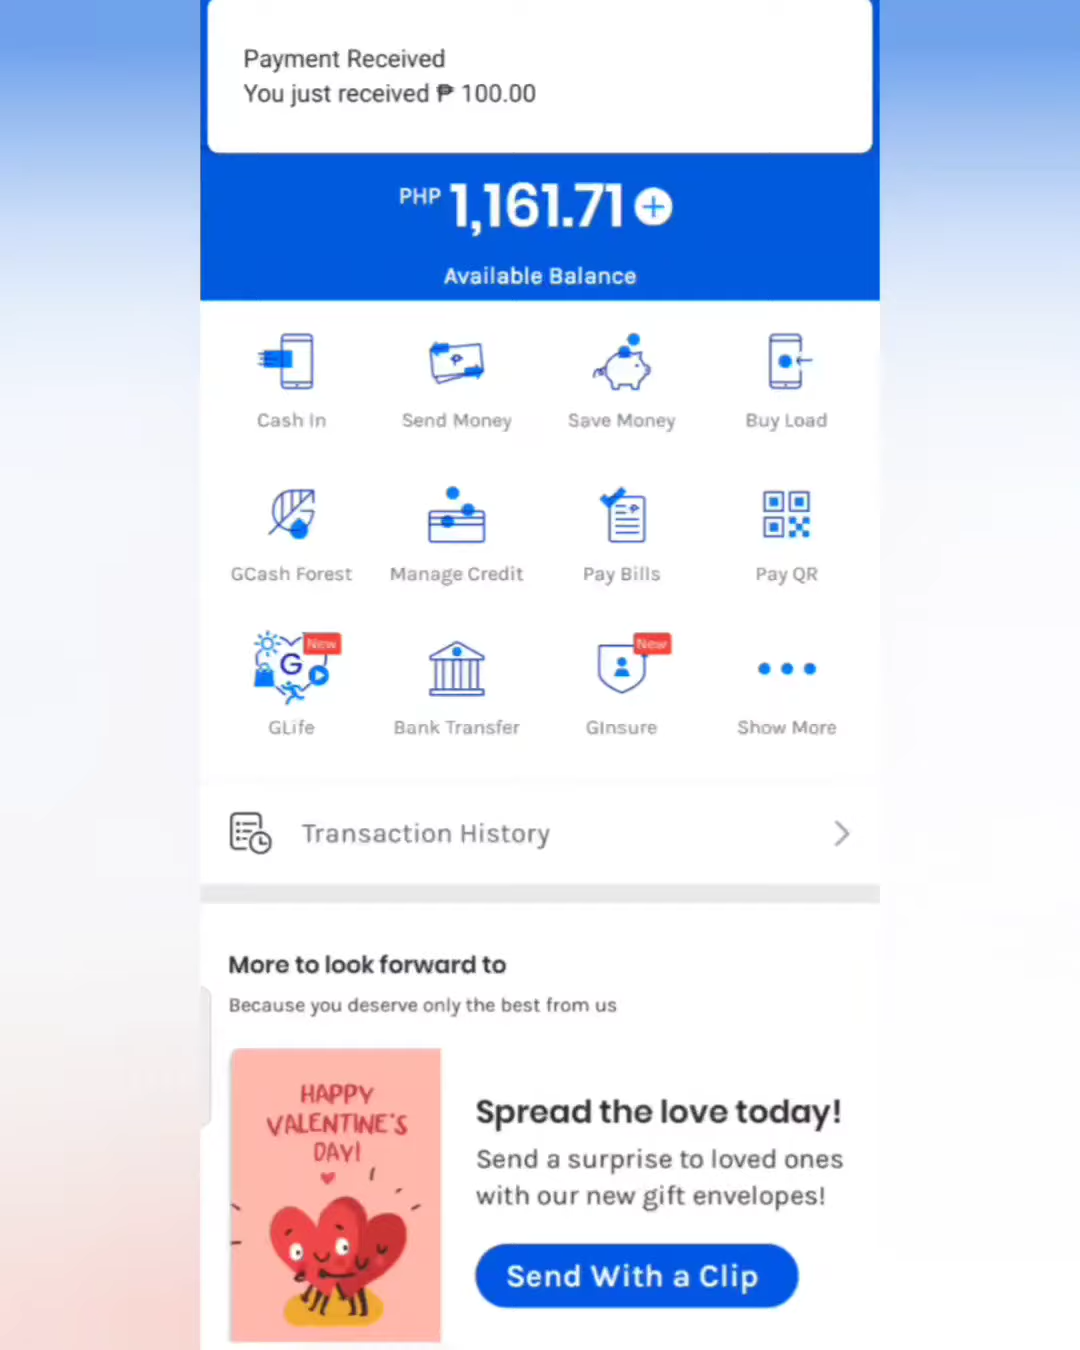 Payment Received
You just received ₱ 100.00
PHP 1,161.71
Available Balance
Cash In
Send Money
Save Money
Buy Load
GCash Forest
Manage Credit
Pay Bills
Pay QR
New
G
New
GLife
Bank Transfer
GInsure
Show More
Transaction History
More to look forward to
Because you deserve only the best from us
HAPPY
VALENTINE'S
DAY!
Spread the love today!
Send a surprise to loved ones
with our new gift envelopes!
Send With a Clip